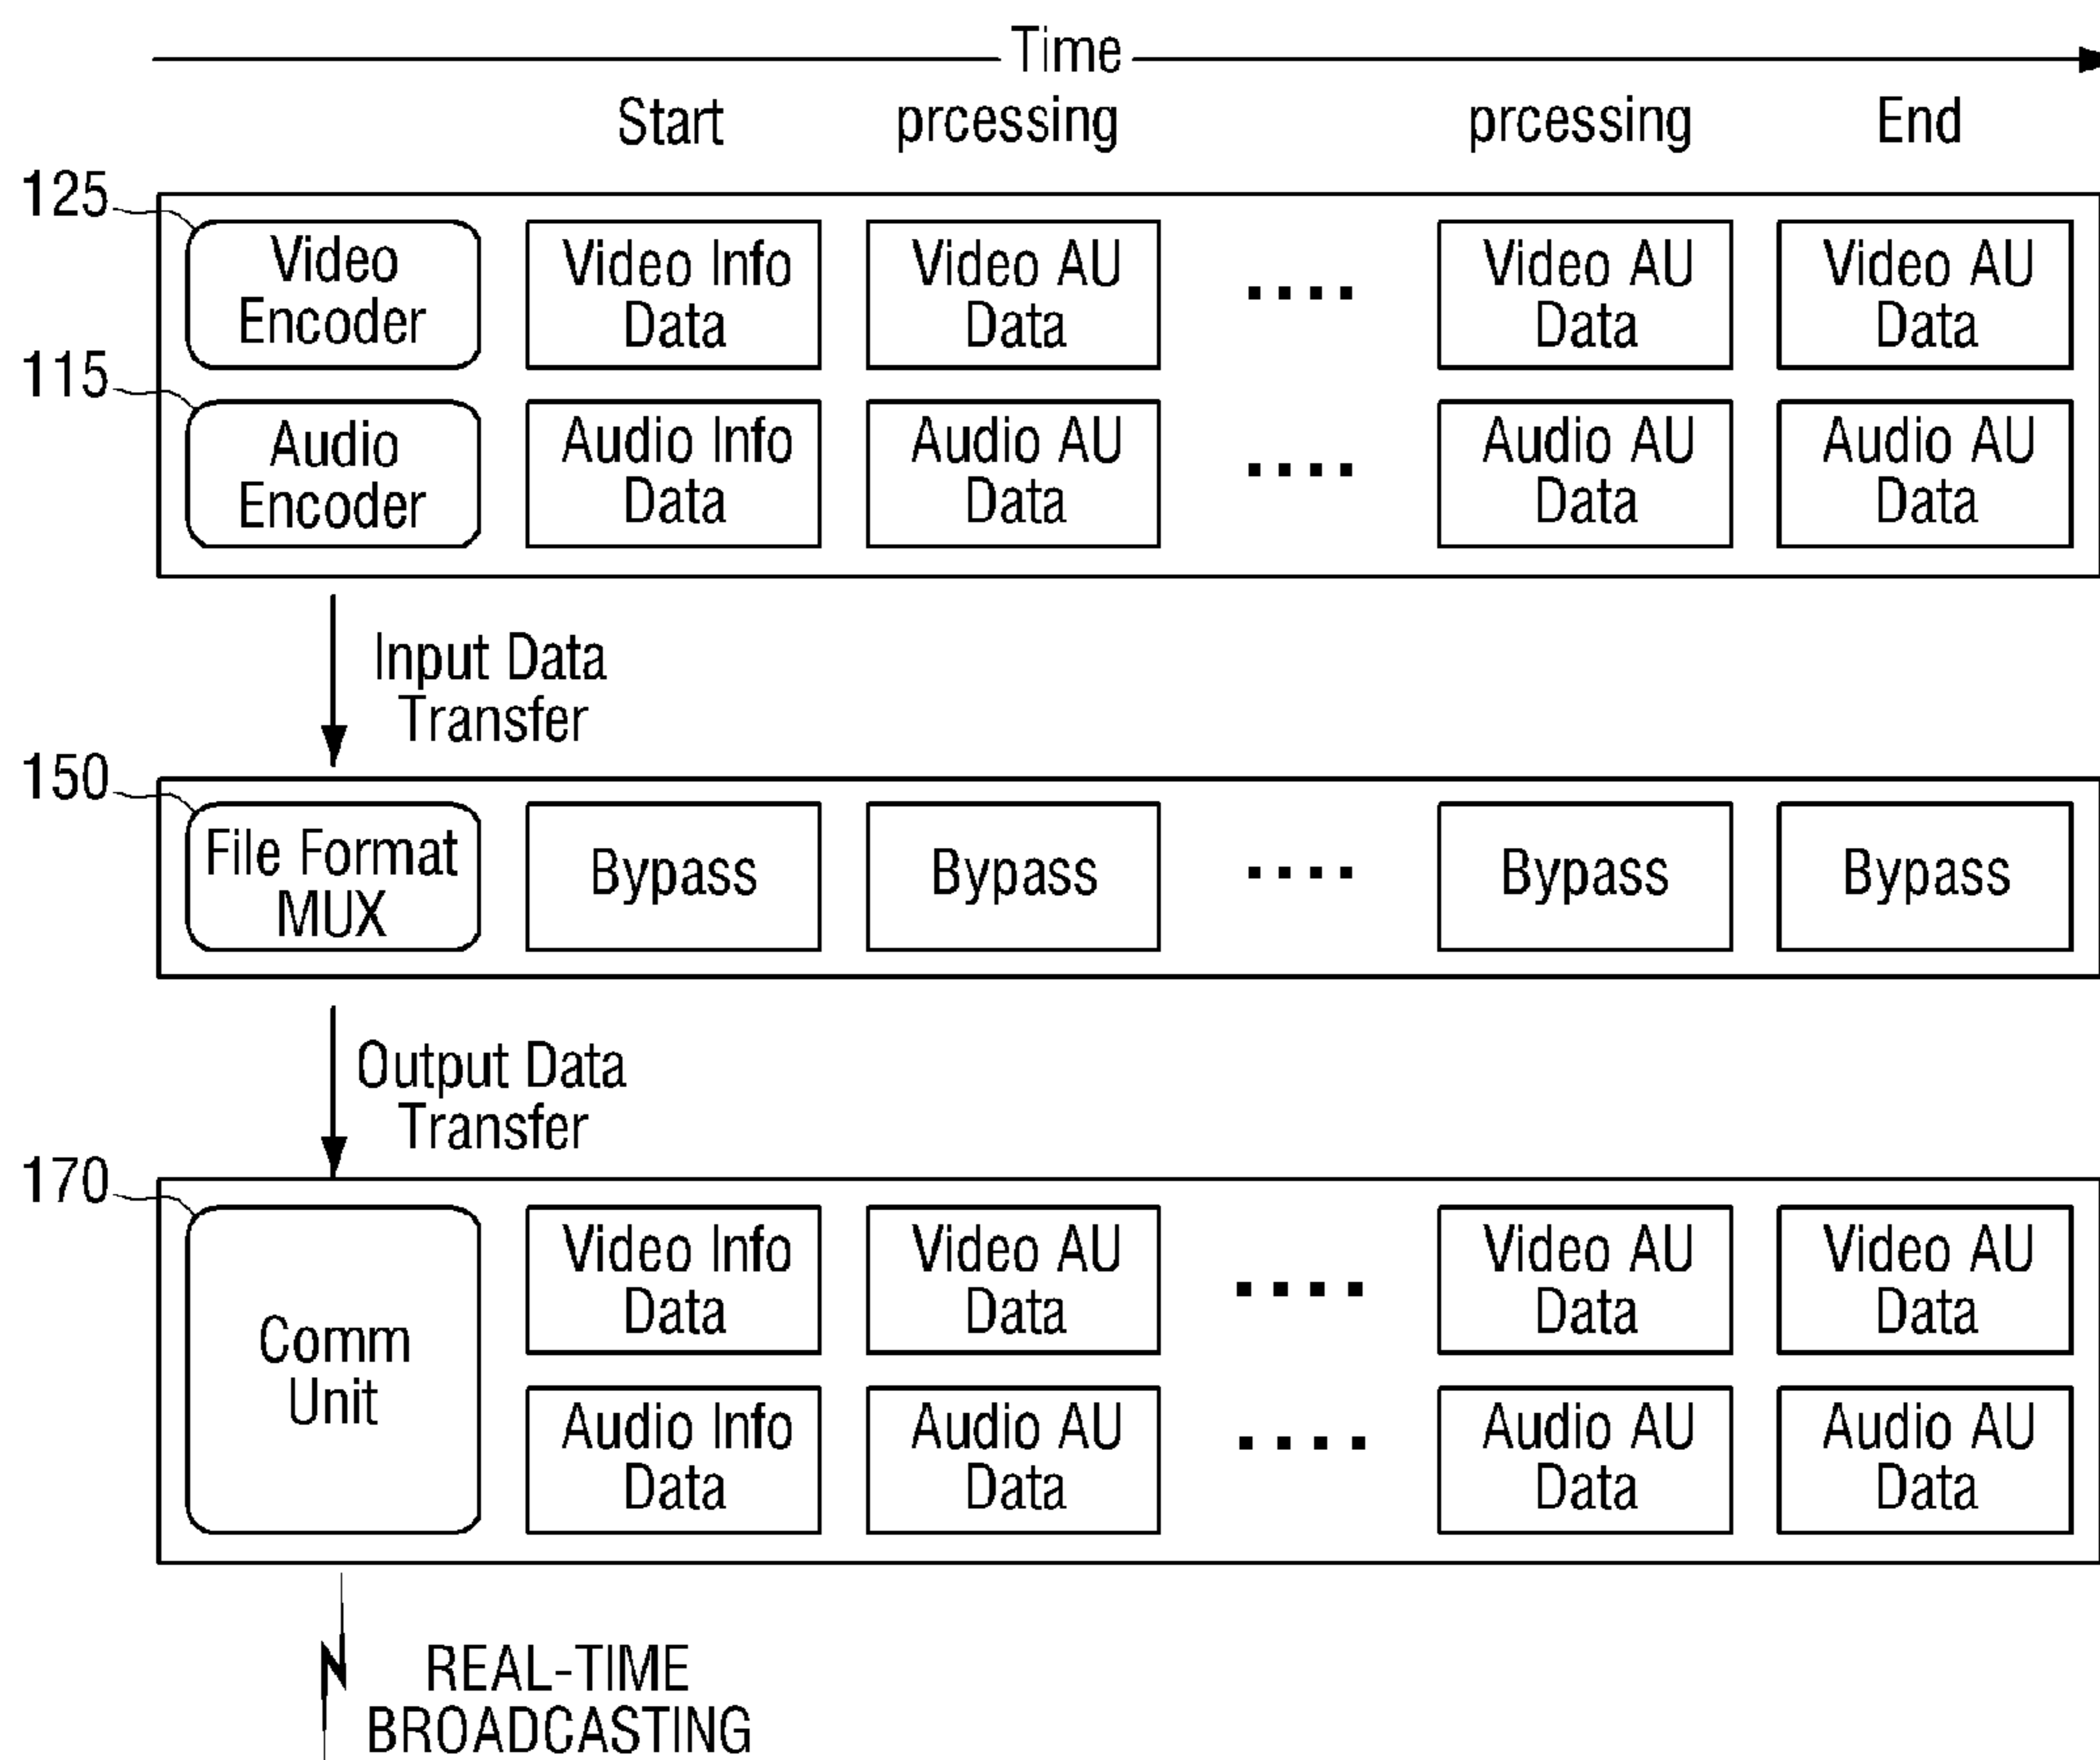 Time
Start prcessing prcessing End
125
Video Encoder
Video Info Data
Video AU Data
....
Video AU Data
Video AU Data
115
Audio Encoder
Audio Info Data
Audio AU Data
....
Audio AU Data
Audio AU Data
Input Data
Transfer
150
File Format
MUX
Bypass
Bypass
....
Bypass
Bypass
Output Data
Transfer
170
Comm
Unit
Video Info
Data
Video AU
Data
....
Video AU
Data
Video AU
Data
Audio Info
Data
Audio AU
Data
....
Audio AU
Data
Audio AU
Data
REAL-TIME
BROADCASTING